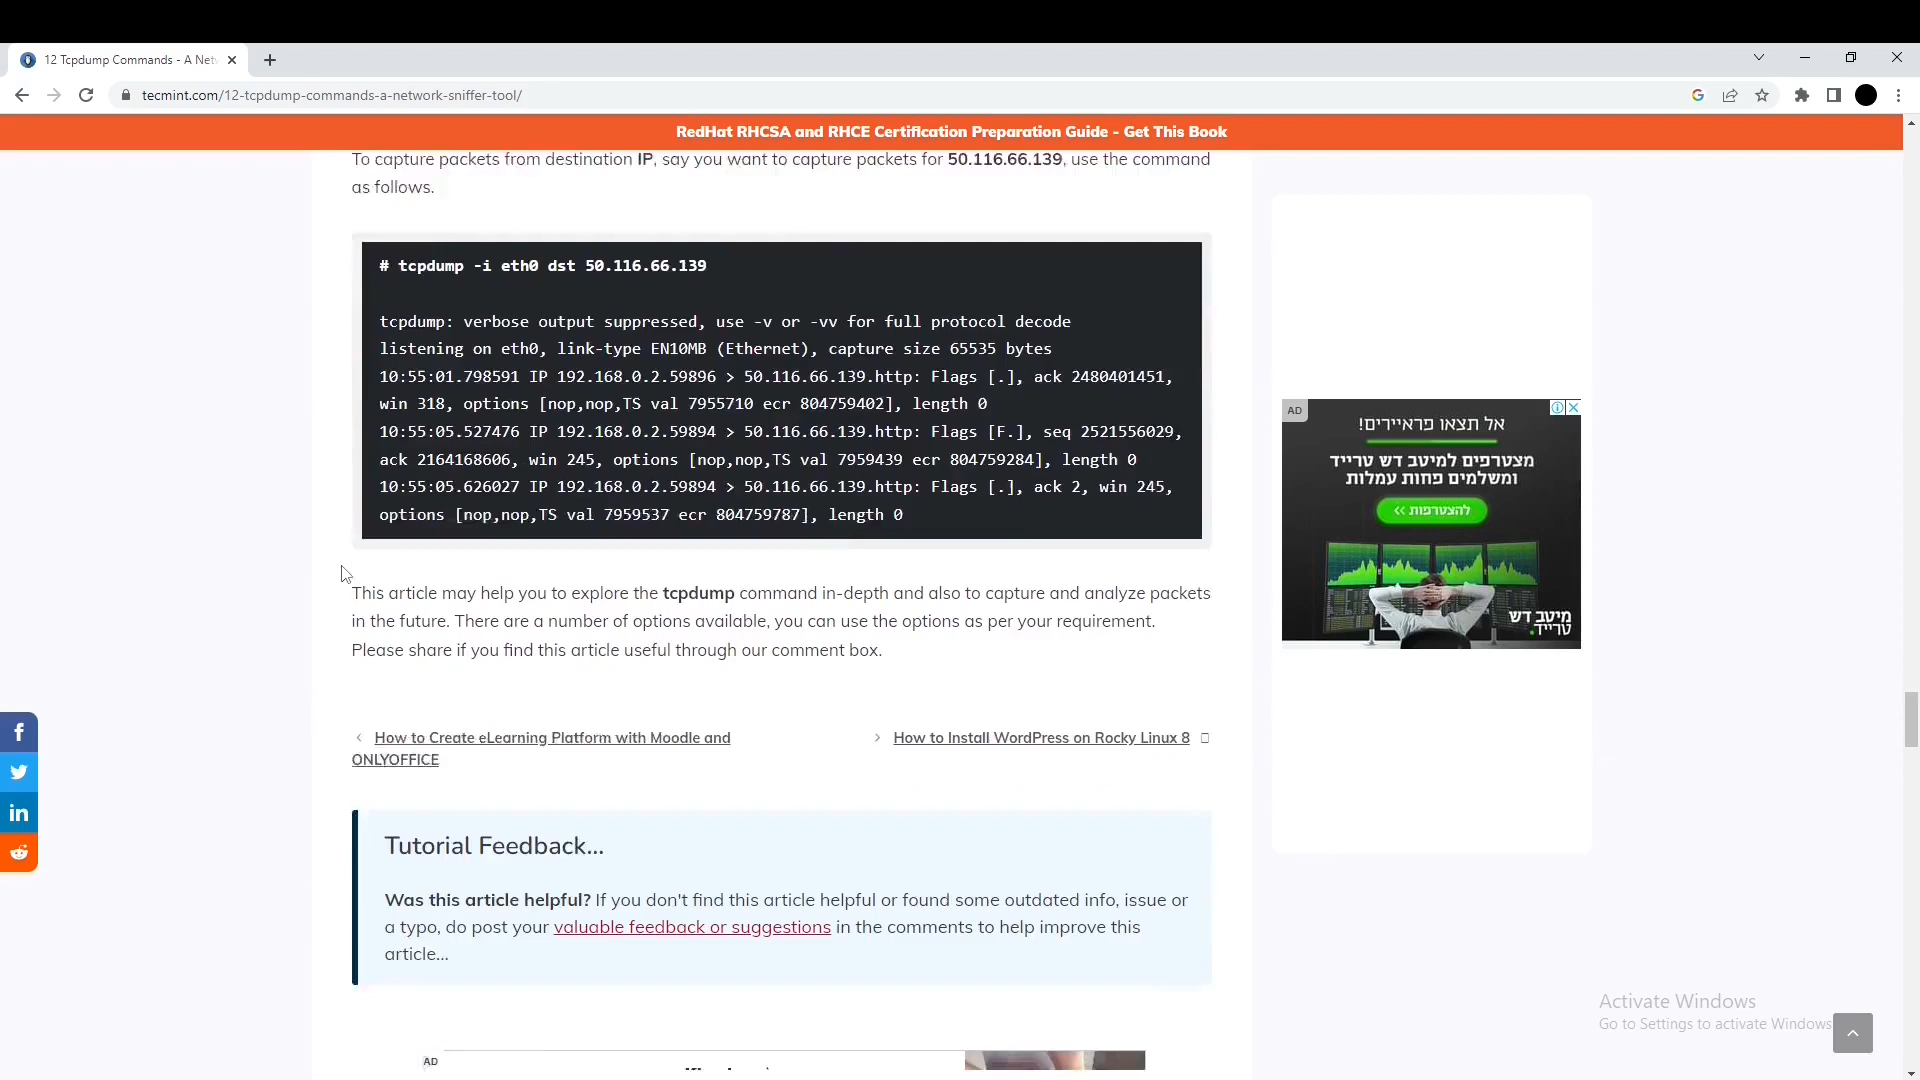 12 Tcpdump Commands - A Netw
tecmint.com/12-tcpdump-commands-a-network-sniffer-tool/
RedHat RHCSA and RHCE Certification Preparation Guide - Get This Book
To capture packets from destination IP, say you want to capture packets for 50.116.66.139, use the command
as follows.
# tcpdump -i eth0 dst 50.116.66.139
tcpdump: verbose output suppressed, use -v or -vv for full protocol decode
listening on eth0, link-type EN10MB (Ethernet), capture size 65535 bytes
10:55:01.798591 IP 192.168.0.2.59896 > 50.116.66.139.http: Flags [.], ack 2480401451,
win 318, options [nop,nop,TS val 7955710 ecr 804759402], length 0
10:55:05.527476 IP 192.168.0.2.59894 > 50.116.66.139.http: Flags [F.], seq 2521556029,
ack 2164168606, win 245, options [nop,nop,TS val 7959439 ecr 804759284], length 0
10:55:05.626027 IP 192.168.0.2.59894 > 50.116.66.139.http: Flags [.], ack 2, win 245,
options [nop,nop,TS val 7959537 ecr 804759787], length 0
This article may help you to explore the tcpdump command in-depth and also to capture and analyze packets
in the future. There are a number of options available, you can use the options as per your requirement.
Please share if you find this article useful through our comment box.
How to Create eLearning Platform with Moodle and
ONLYOFFICE
How to Install WordPress on Rocky Linux 8
Tutorial Feedback...
Was this article helpful? If you don't find this article helpful or found some outdated info, issue or
a typo, do post your valuable feedback or suggestions in the comments to help improve this
article...
AD
AD
אל תצאו פראיירים!
מצטרפים למיטב דש טרייד
ומשלמים פחות עמלות
להצטרפות >>
מיטב דש
טרייד.
Activate Windows
Go to Settings to activate Windows.